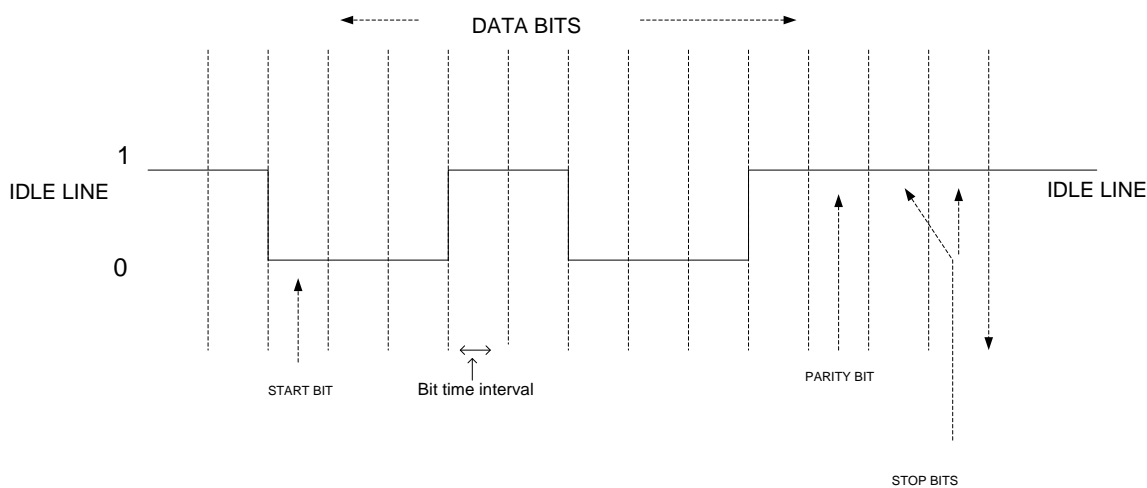 DATA BITS
1
IDLE LINE
IDLE LINE
0
START BIT
Bit time interval
PARITY BIT
STOP BITS